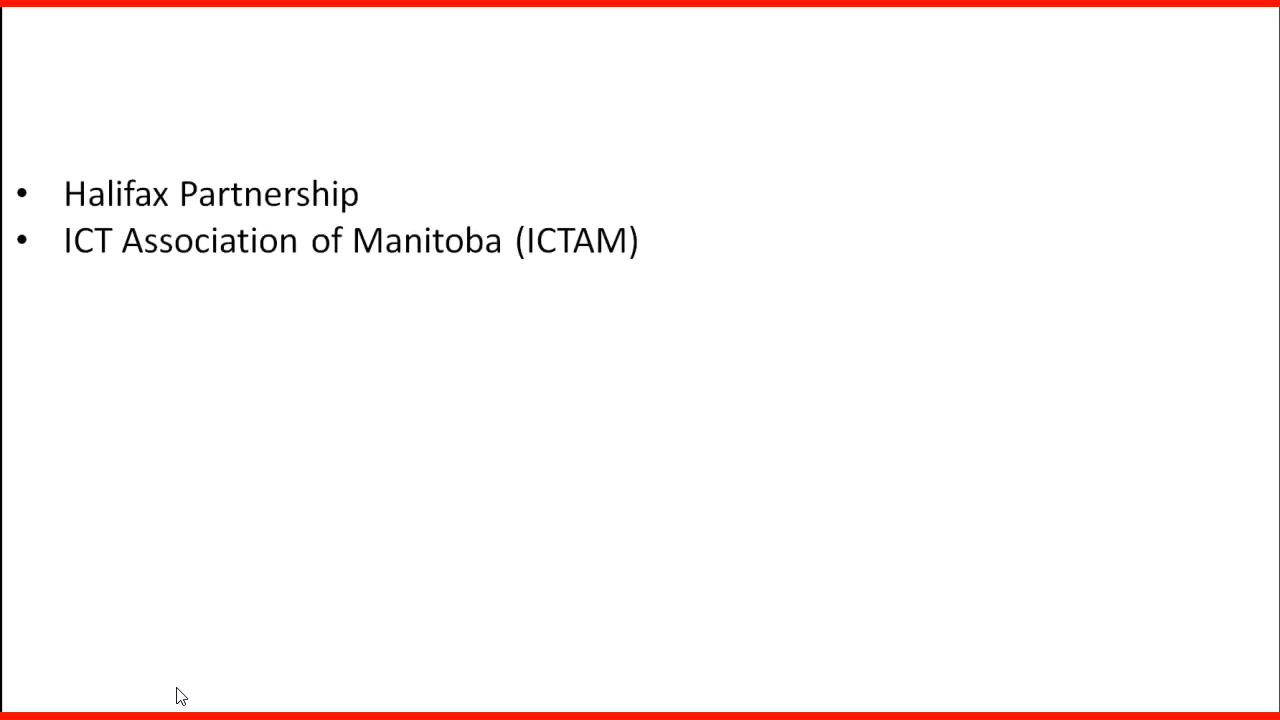 • Halifax Partnership
• ICT Association of Manitoba (ICTAM)